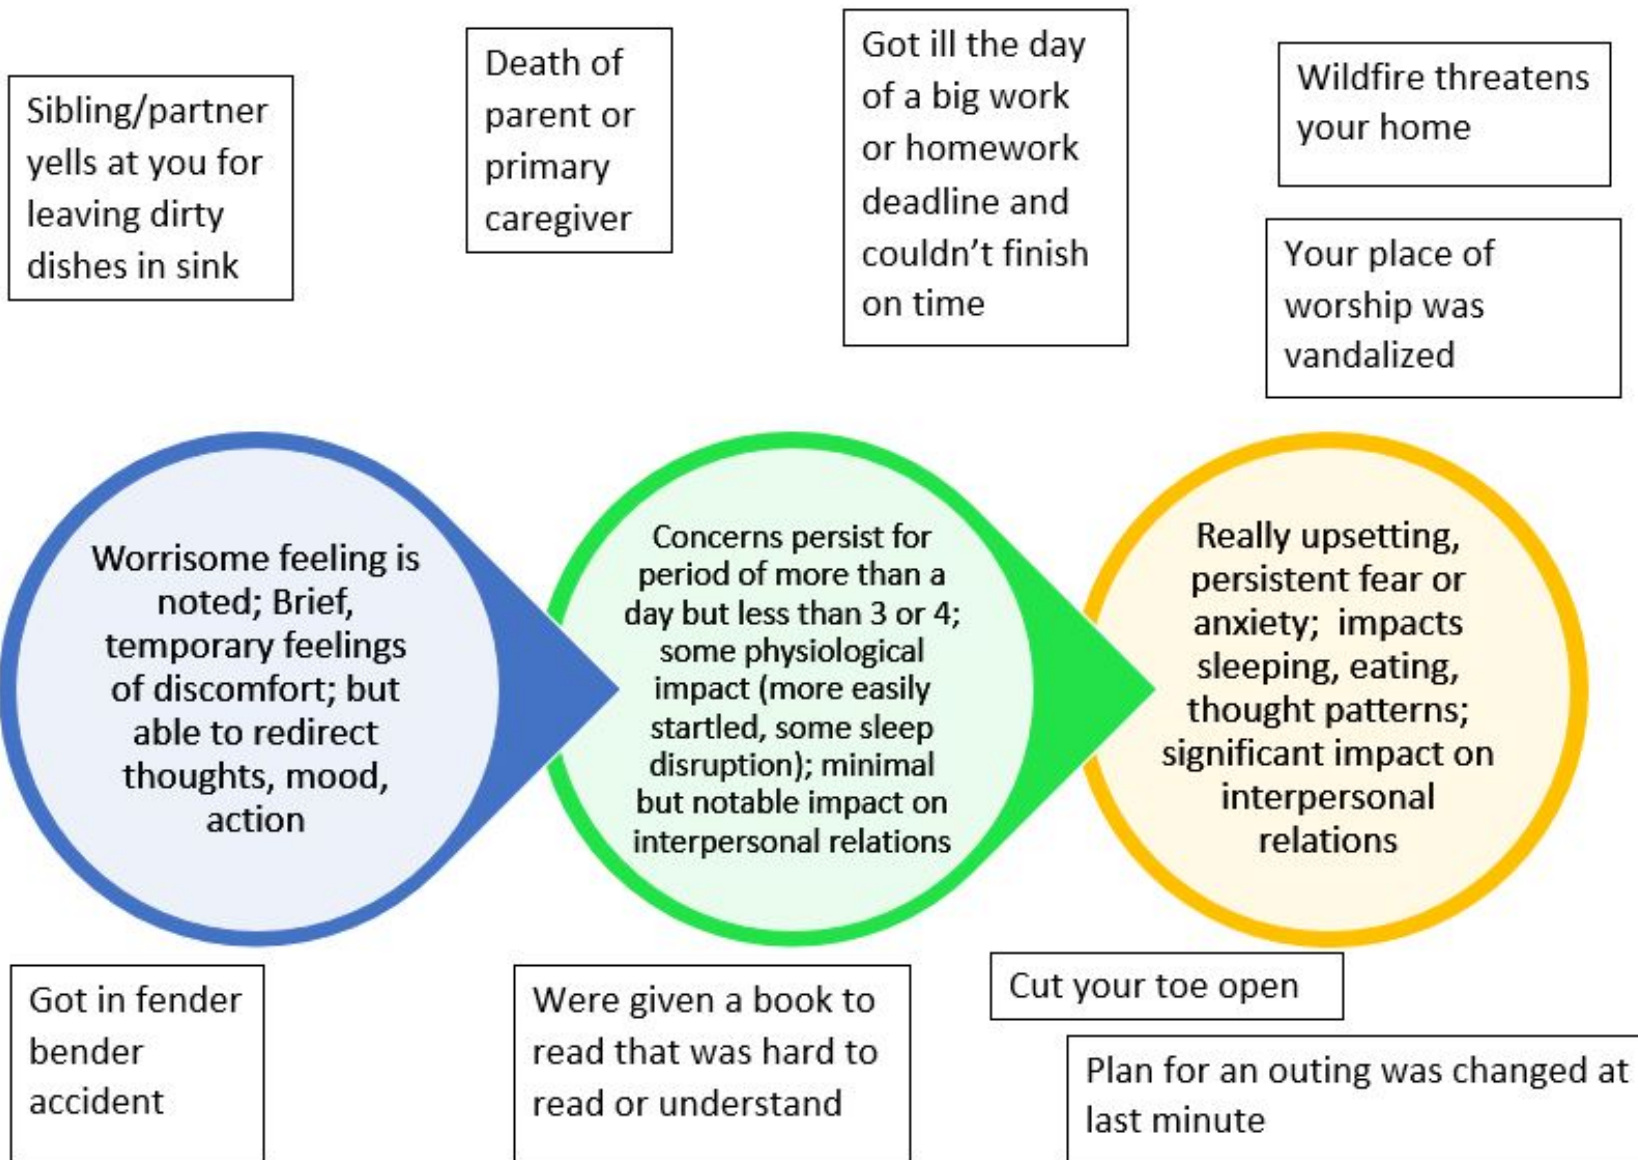 Sibling/partner
yells at you for
leaving dirty
dishes in sink
Death of
parent or
primary
caregiver
Got ill the day
of a big work
or homework
deadline and
couldn't finish
on time
Wildfire threatens
your home
Your place of
worship was
vandalized
Worrisome feeling is
noted; Brief,
temporary feelings
of discomfort; but
able to redirect
thoughts, mood,
action
Concerns persist for
period of more than a
day but less than 3 or 4;
some physiological
impact (more easily
startled, some sleep
disruption); minimal
but notable impact on
interpersonal relations
Really upsetting,
persistent fear or
anxiety;  impacts
sleeping, eating,
thought patterns;
significant impact on
interpersonal
relations
Got in fender
bender
accident
Were given a book to
read that was hard to
read or understand
Cut your toe open
Plan for an outing was changed at
last minute